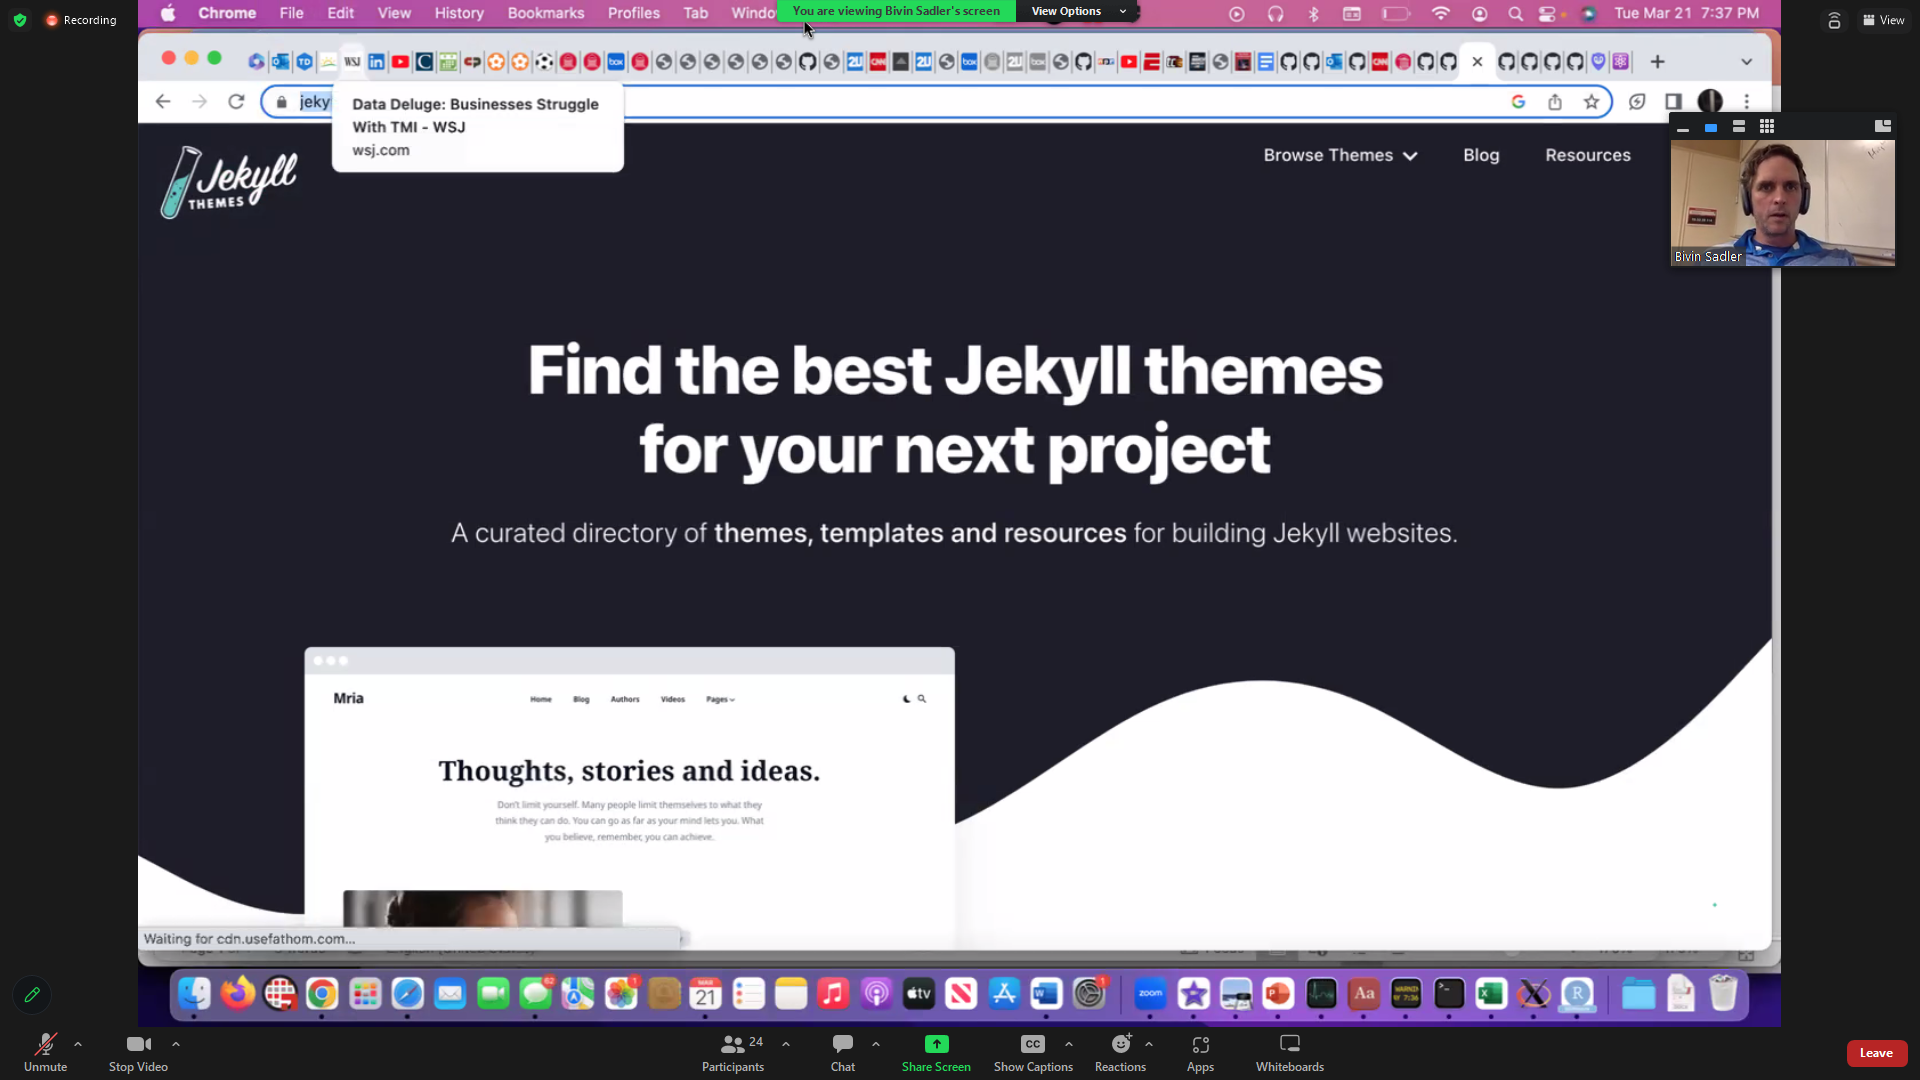 Recording
Chrome File Edit View History Bookmarks Profiles Tab Windo
You are viewing Bivin Sadler's screen
View Options
Tue Mar 21 7:37 PM
View
jeky
Data Deluge: Businesses Struggle
With TMI - WSJ
wsj.com
Jekyll
THEMES
Browse Themes
Blog
Resources
Bivin Sadler
Find the best Jekyll themes
for your next project
A curated directory of themes, templates and resources for building Jekyll websites.
Mria
Home Blog Authors Videos Pages
Thoughts, stories and ideas.
Don't limit yourself. Many people limit themselves to what they
think they can do. You can go as far as your mind lets you. What
you believe, remember, you can achieve.
Waiting for cdn.usefathom.com...
MAR
21
tv
zoom
Aa
Unmute
Stop Video
24
Participants
Chat
Share Screen
CC
Show Captions
Reactions
Apps
Whiteboards
Leave